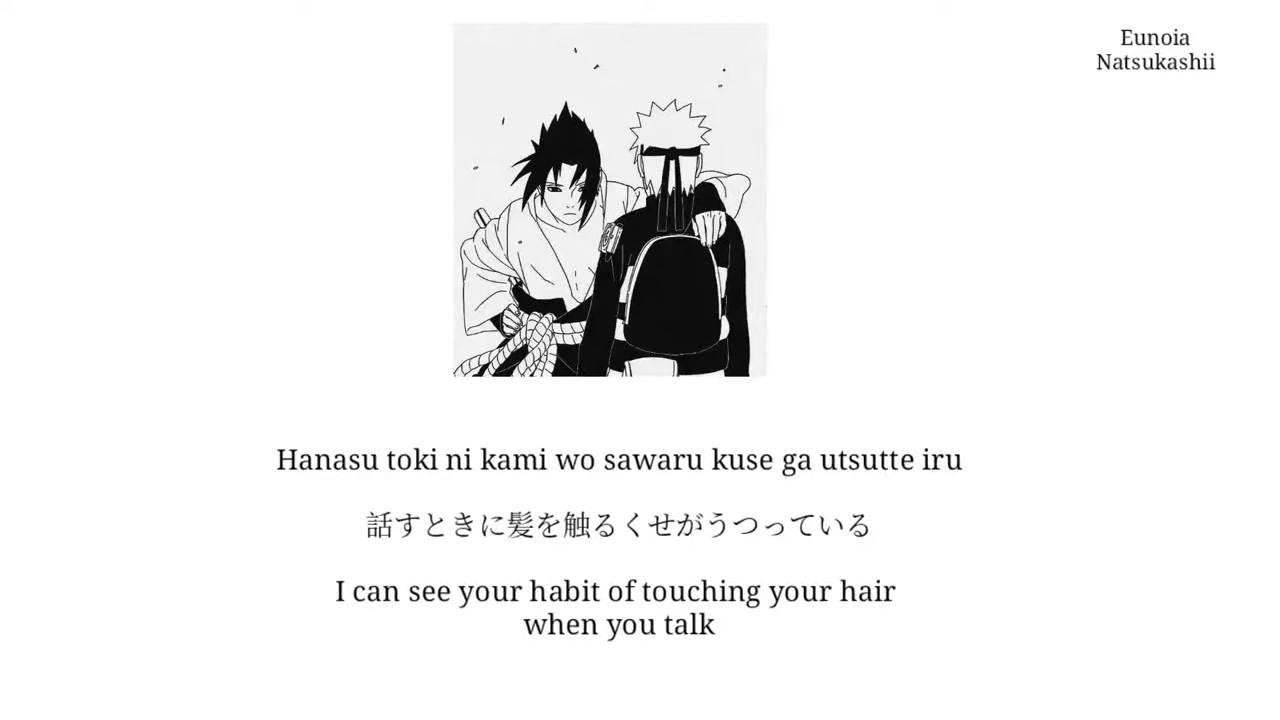 Eunoia
Natsukashii
Hanasu toki ni kami wo sawaru kuse ga utsutte iru
話すときに髪を触るくせがうつっている
I can see your habit of touching your hair
when you talk